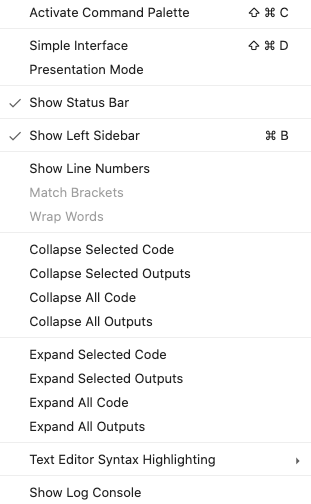 Activate Command Palette ⇧ ⌘ C
Simple Interface ⇧ ⌘ D
Presentation Mode
✓ Show Status Bar
✓ Show Left Sidebar ⌘ B
Show Line Numbers
Match Brackets
Wrap Words
Collapse Selected Code
Collapse Selected Outputs
Collapse All Code
Collapse All Outputs
Expand Selected Code
Expand Selected Outputs
Expand All Code
Expand All Outputs
Text Editor Syntax Highlighting
Show Log Console